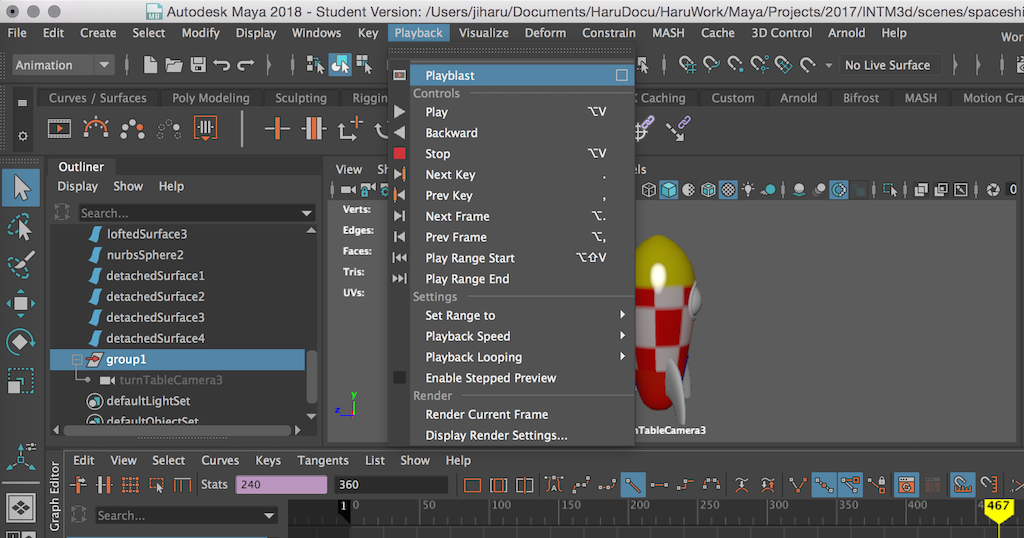 Autodesk Maya 2018 - Student Version: /Users/jiharu/Documents/HaruDocu/HaruWork/Maya/Projects/2017/INTM3d/scenes/spaceshi
File Edit Create Select Modify Display Windows Key Playback Visualize Deform Constrain MASH Cache 3D Control Arnold Help
Animation
No Live Surface
Curves / Surfaces Poly Modeling Sculpting Riggin
Caching Custom Arnold Bifrost MASH Motion Gra
Playblast
Controls
Play ⌥V
Backward
Stop ⌥V
Next Key .
Prev Key ,
Next Frame ⌥.
Prev Frame ⌥,
Play Range Start ⌥⇧V
Play Range End
Settings
Set Range to
Playback Speed
Playback Looping
Enable Stepped Preview
Render
Render Current Frame
Display Render Settings...
Outliner
Display Show Help
Search...
loftedSurface3
nurbsSphere2
detachedSurface1
detachedSurface2
detachedSurface3
detachedSurface4
group1
turnTableCamera3
defaultLightSet
defaultObjectSet
View Sh
els
Verts:
Edges:
Faces:
Tris:
UVs:
y
z
rnTableCamera3
Graph Editor
Edit View Select Curves Keys Tangents List Show Help
Stats 240 360
Search...
1 0 50 100 150 200 250 300 350 400 467